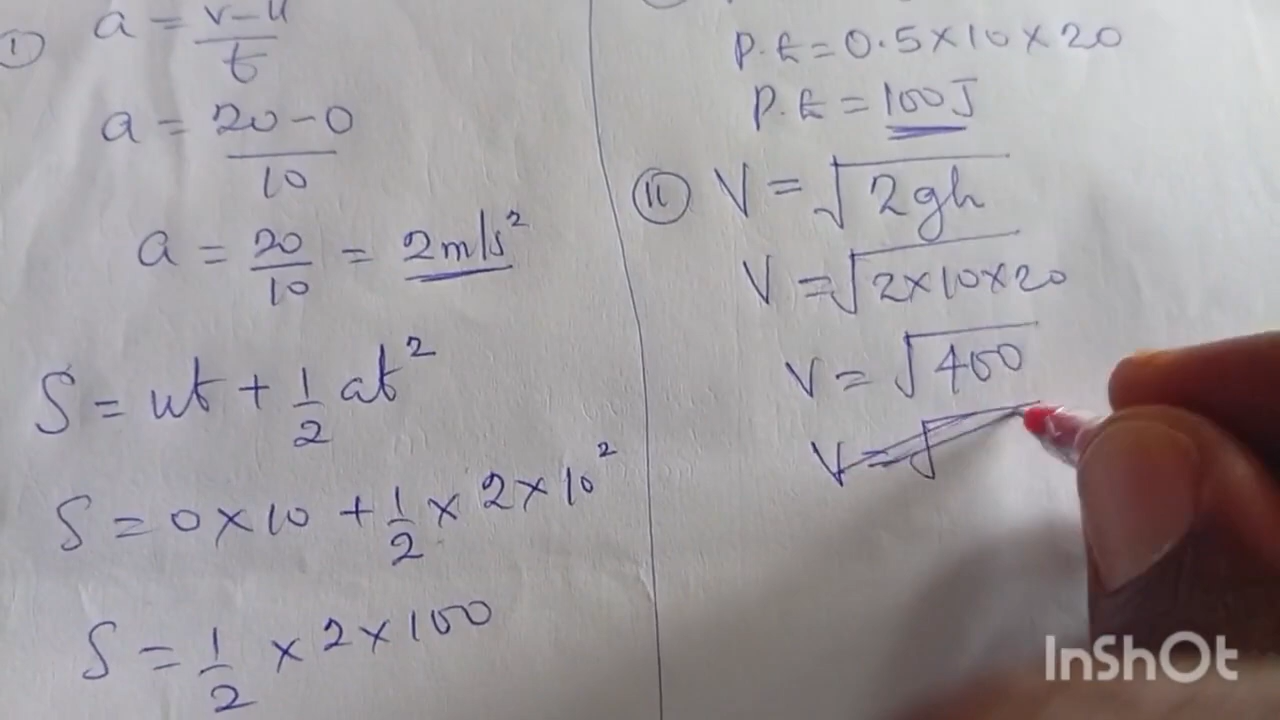 ① a = v-u / t
a = 20-0 / 10
a = 20/10 = 2m/s²
S = ut + 1/2 at²
S = 0×10 + 1/2 × 2×10²
S = 1/2 × 2×100
P.E = 0.5×10×20
P.E = 100J
ⓘⓘ V = √2gh
V = √2×10×20
V = √400
V = √
InShOt